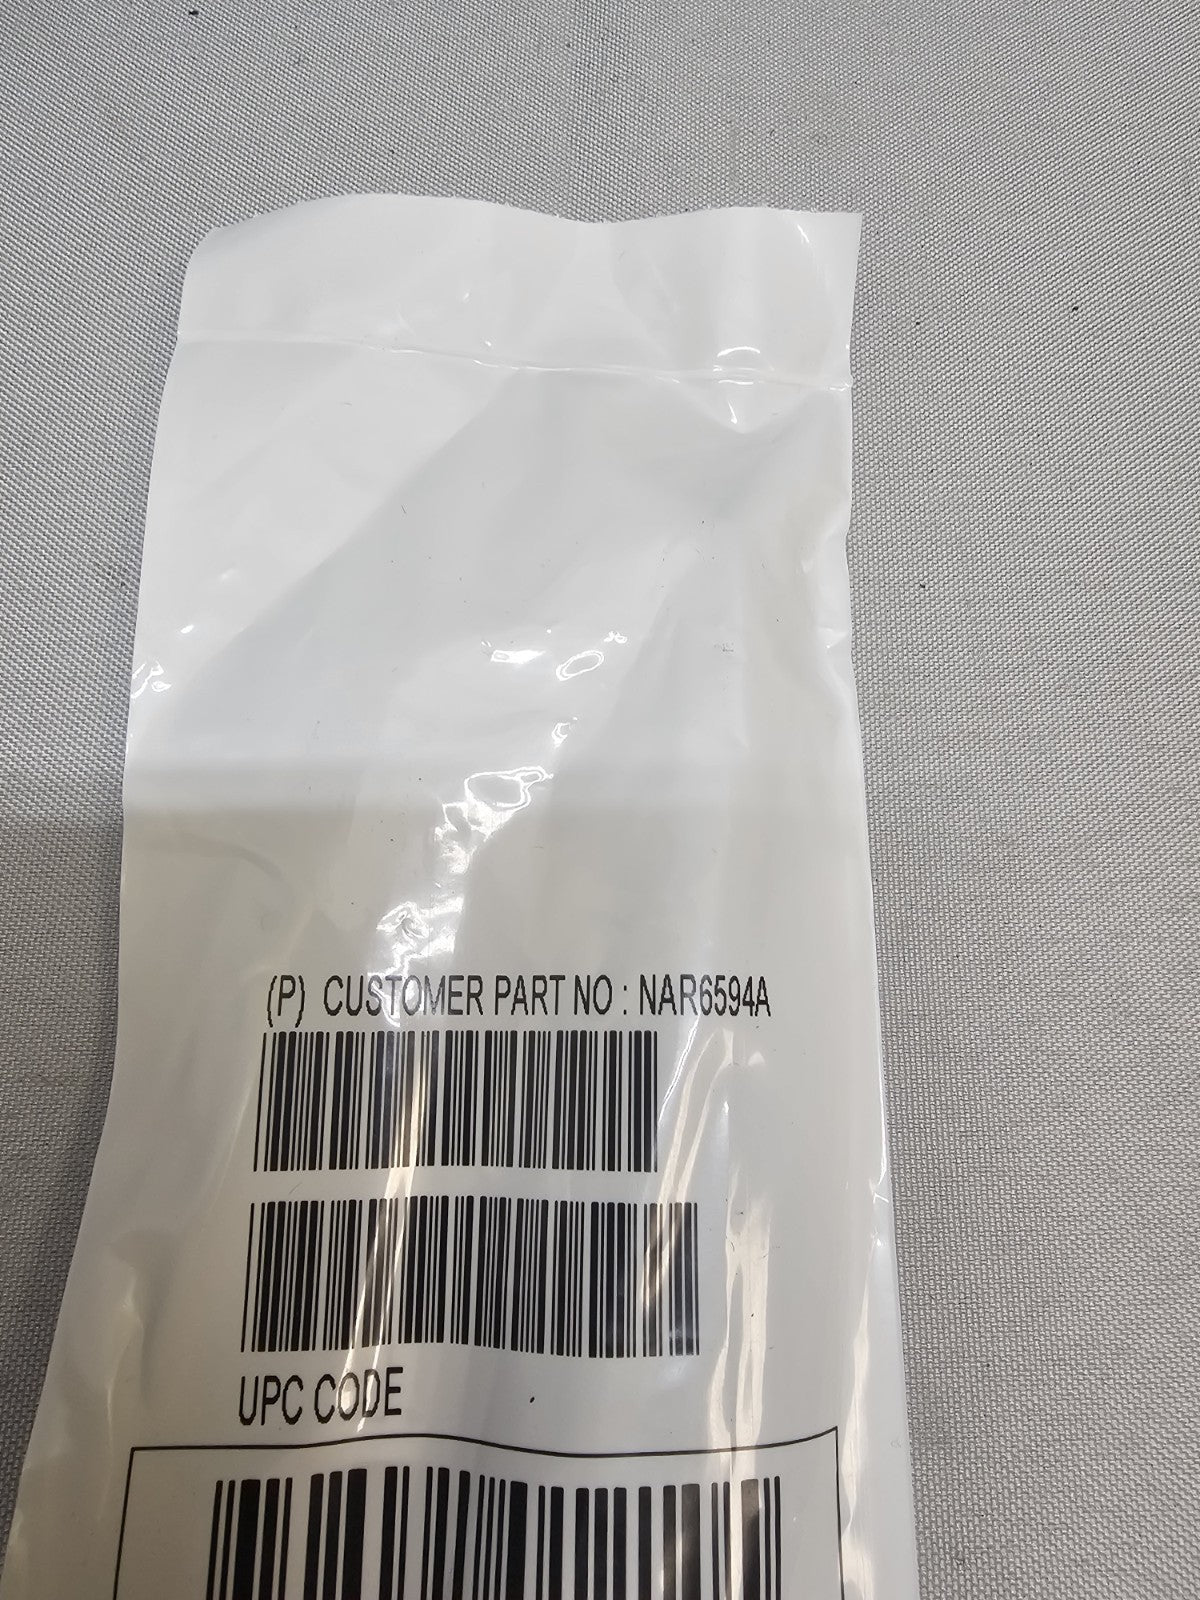 (P) CUSTOMER PART NO : NAR6594A
UPC CODE